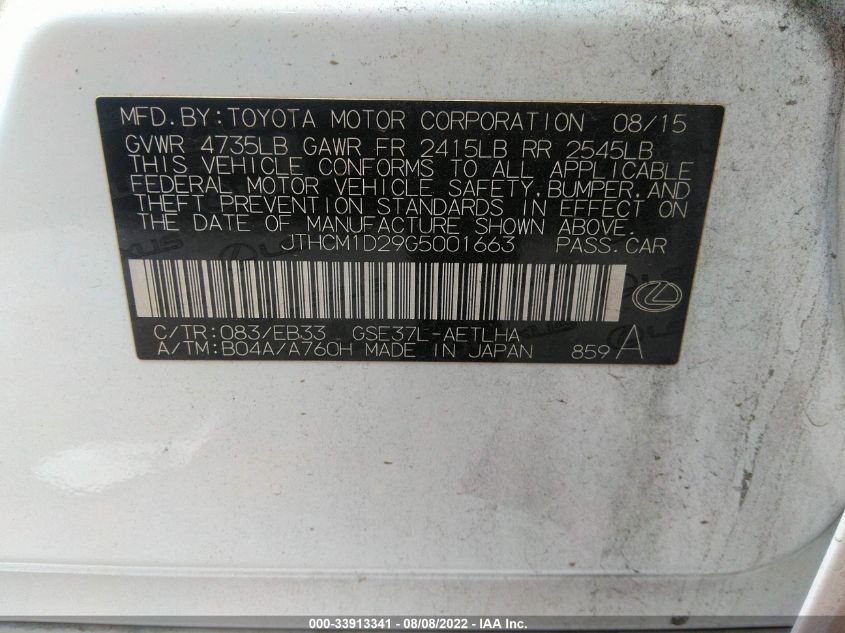 MFD.BY:TOYOTA MOTOR CORPORATION 08/15
GVWR 4735LB GAWR FR 2415LB RR 2545LB
THIS VEHICLE CONFORMS TO ALL APPLICABLE
FEDERAL MOTOR VEHICLE SAFETY,BUMPER,AND
THEFT PREVENTION STANDARDS IN EFFECT ON
THE DATE OF MANUFACTURE SHOWN ABOVE.
JTHCM1D29G5001663 PASS.CAR
C/TR:083/EB33 GSE37L-AETLHA
A/TM:B04A/A760H MADE IN JAPAN 859A
000-33913341 - 08/08/2022 - IAA Inc.